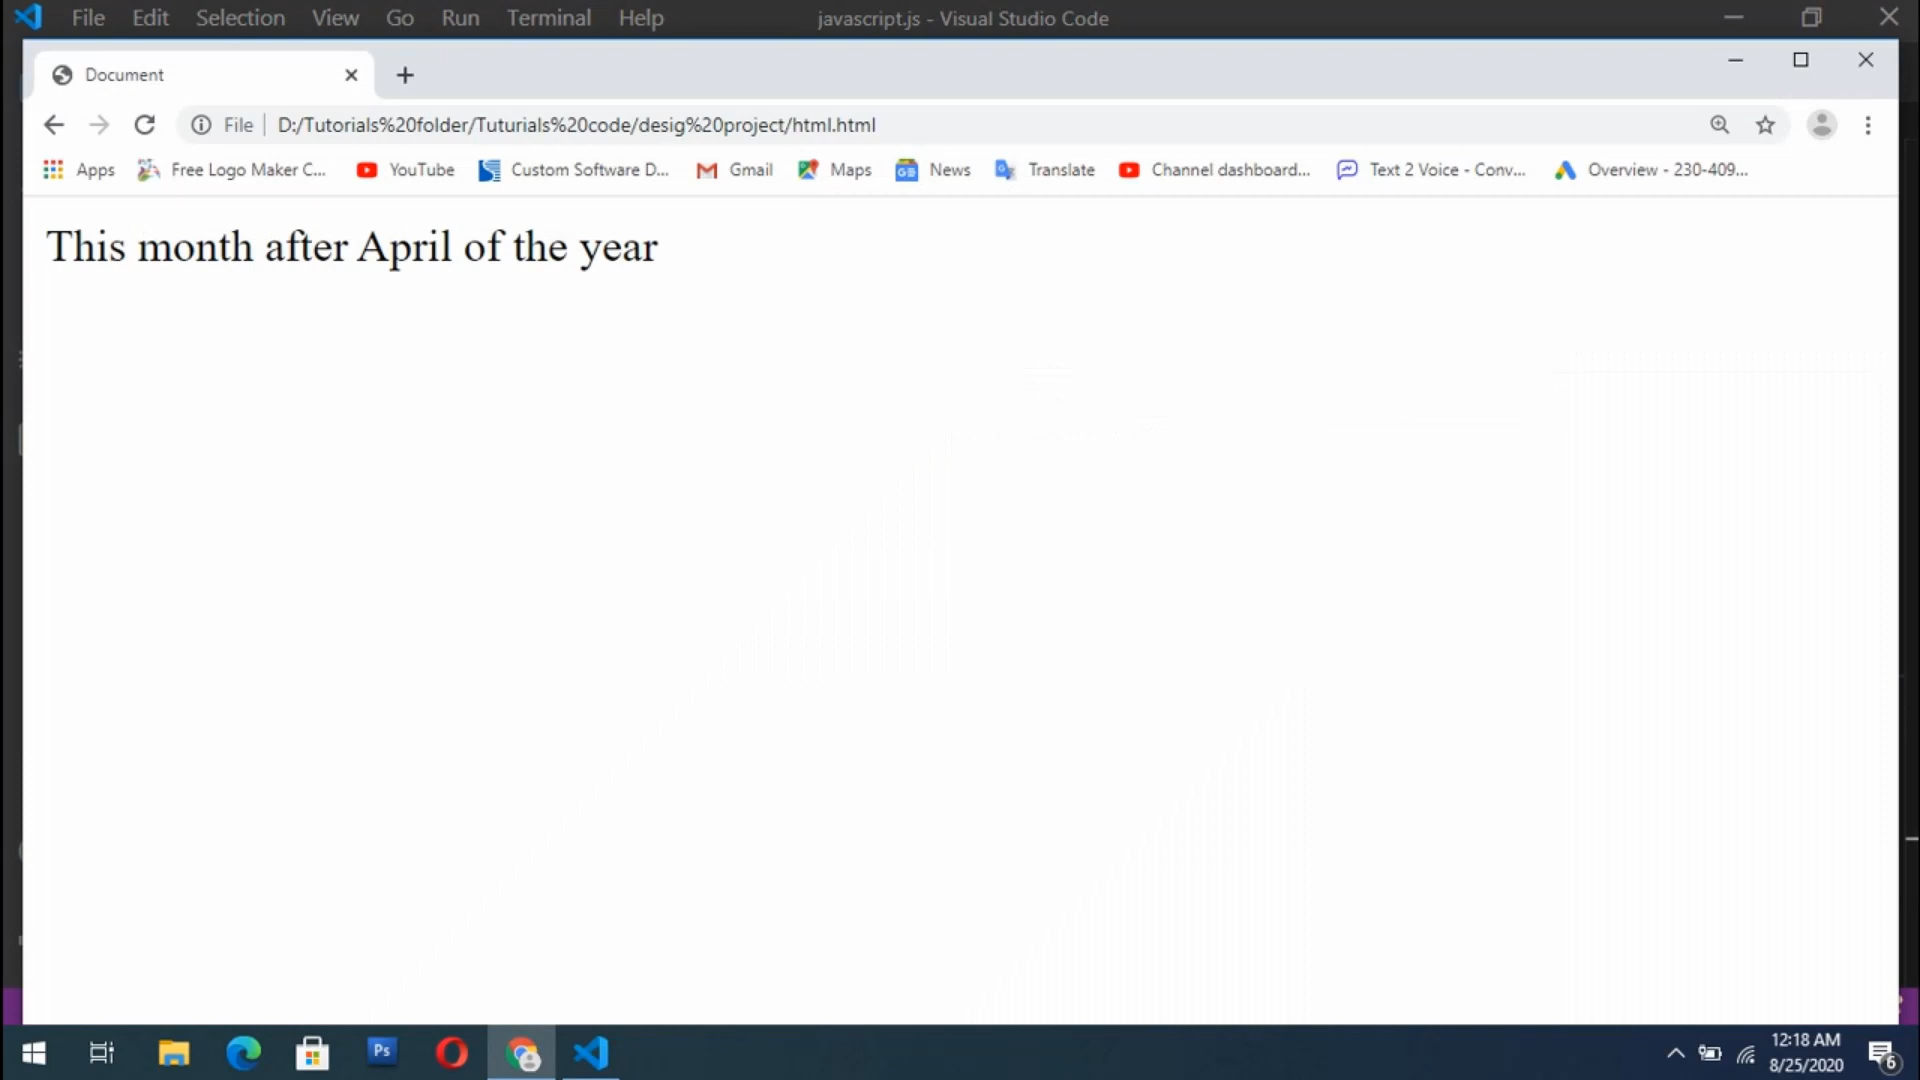 File Edit Selection View Go Run Terminal Help javascript.js - Visual Studio Code
Document
File D:/Tutorials%20folder/Tuturials%20code/desig%20project/html.html
Apps Free Logo Maker C... YouTube Custom Software D... Gmail Maps News Translate Channel dashboard... Text 2 Voice - Conv... Overview - 230-409...
This month after April of the year
Ps
12:18 AM
8/25/2020
6